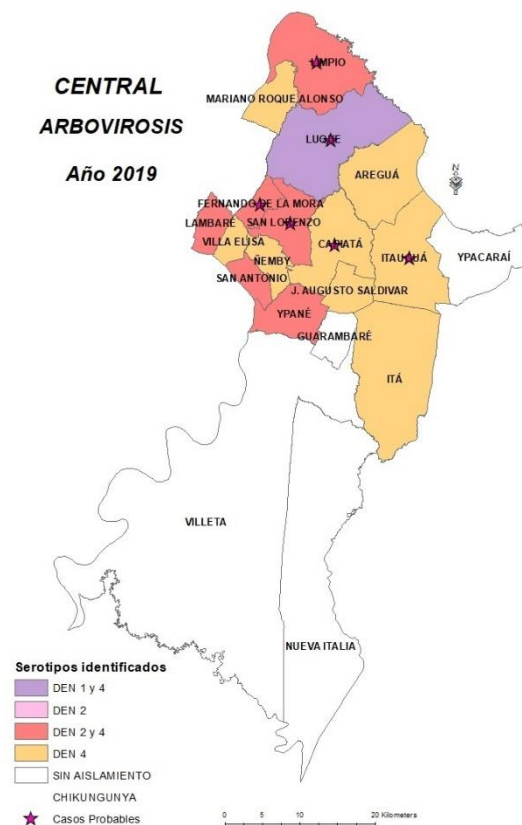 CENTRAL
ARBOVIROSIS
Año 2019
LIMPIO
MARIANO ROQUE ALONSO
LUQUE
AREGUÁ
N
FERNANDO DE LA MORA
LAMBARÉ
SAN LORENZO
VILLA ELISA
CAPIATÁ
ITAUGUÁ
YPACARAÍ
ÑEMBY
SAN ANTONIO
J. AUGUSTO SALDIVAR
YPANÉ
GUARAMBARÉ
ITÁ
VILLETA
NUEVA ITALIA
Serotipos identificados
DEN 1 y 4
DEN 2
DEN 2 y 4
DEN 4
SIN AISLAMIENTO
CHIKUNGUNYA
Casos Probables
0 5 10 20 Kilometers